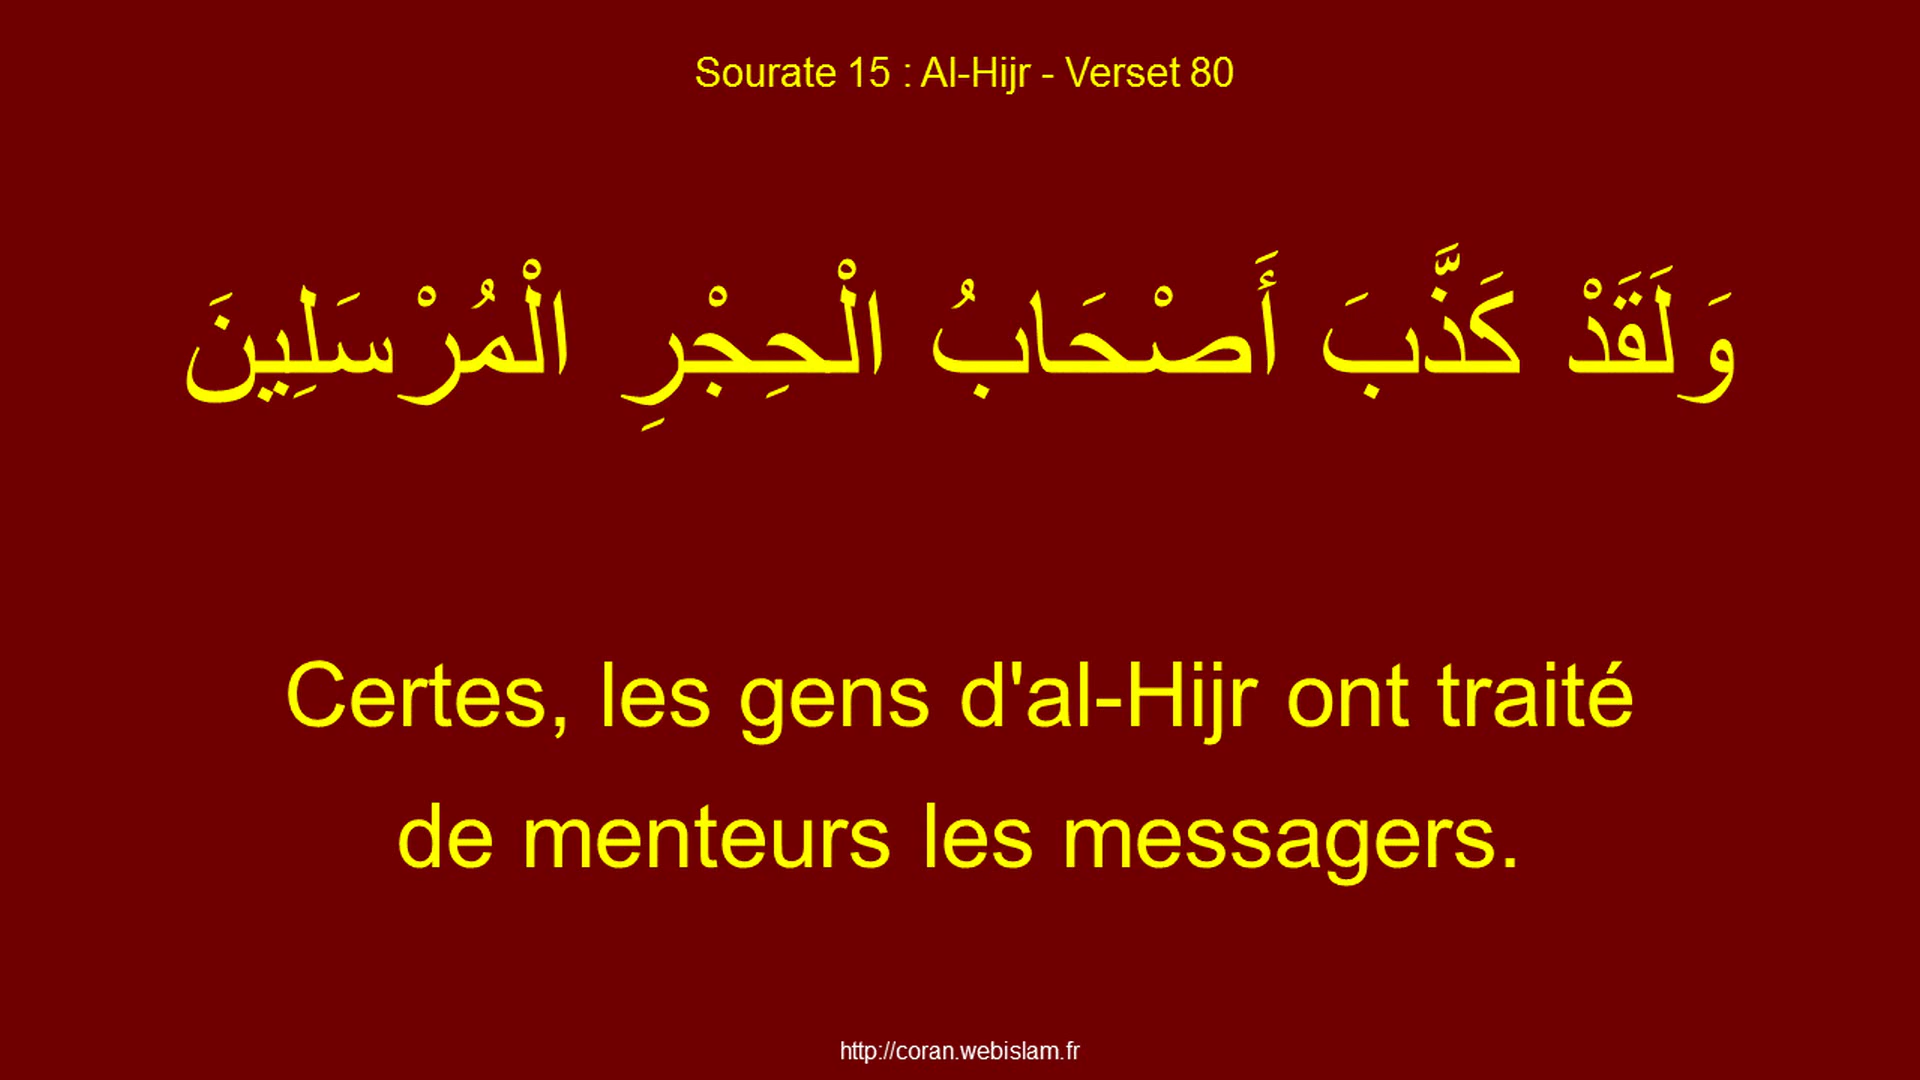 Sourate 15 : Al-Hijr - Verset 80
وَلَقَدْ كَذَّبَ أَصْحَابُ الْحِجْرِ الْمُرْسَلِينَ
Certes, les gens d'al-Hijr ont traité
de menteurs les messagers.
http://coran.webislam.fr